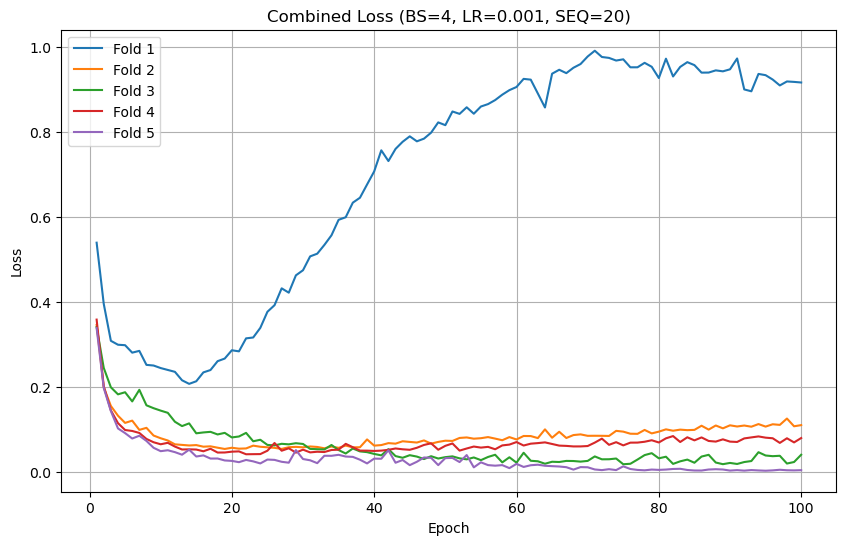 Combined Loss (BS=4, LR=0.001, SEQ=20)
Fold 1
Fold 2
Fold 3
Fold 4
Fold 5
Loss
1.0
0.8
0.6
0.4
0.2
0.0
0 20 40 60 80 100
Epoch